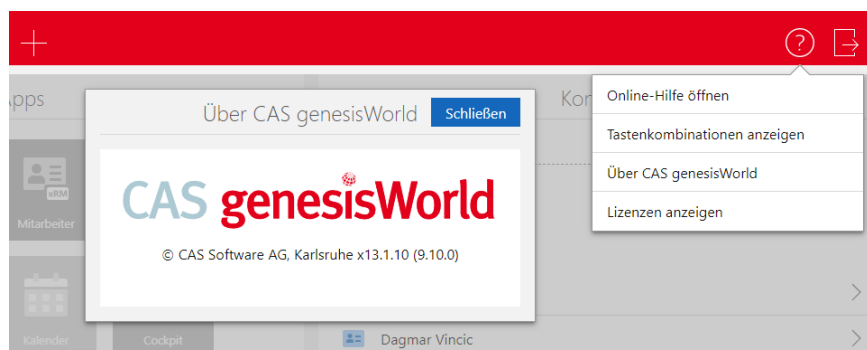 Apps
Kon
Über CAS genesisWorld
Schließen
CAS genesisWorld
© CAS Software AG, Karlsruhe x13.1.10 (9.10.0)
Online-Hilfe öffnen
Tastenkombinationen anzeigen
Über CAS genesisWorld
Lizenzen anzeigen
xRM
Mitarbeiter
Kalender
Cockpit
Dagmar Vincic